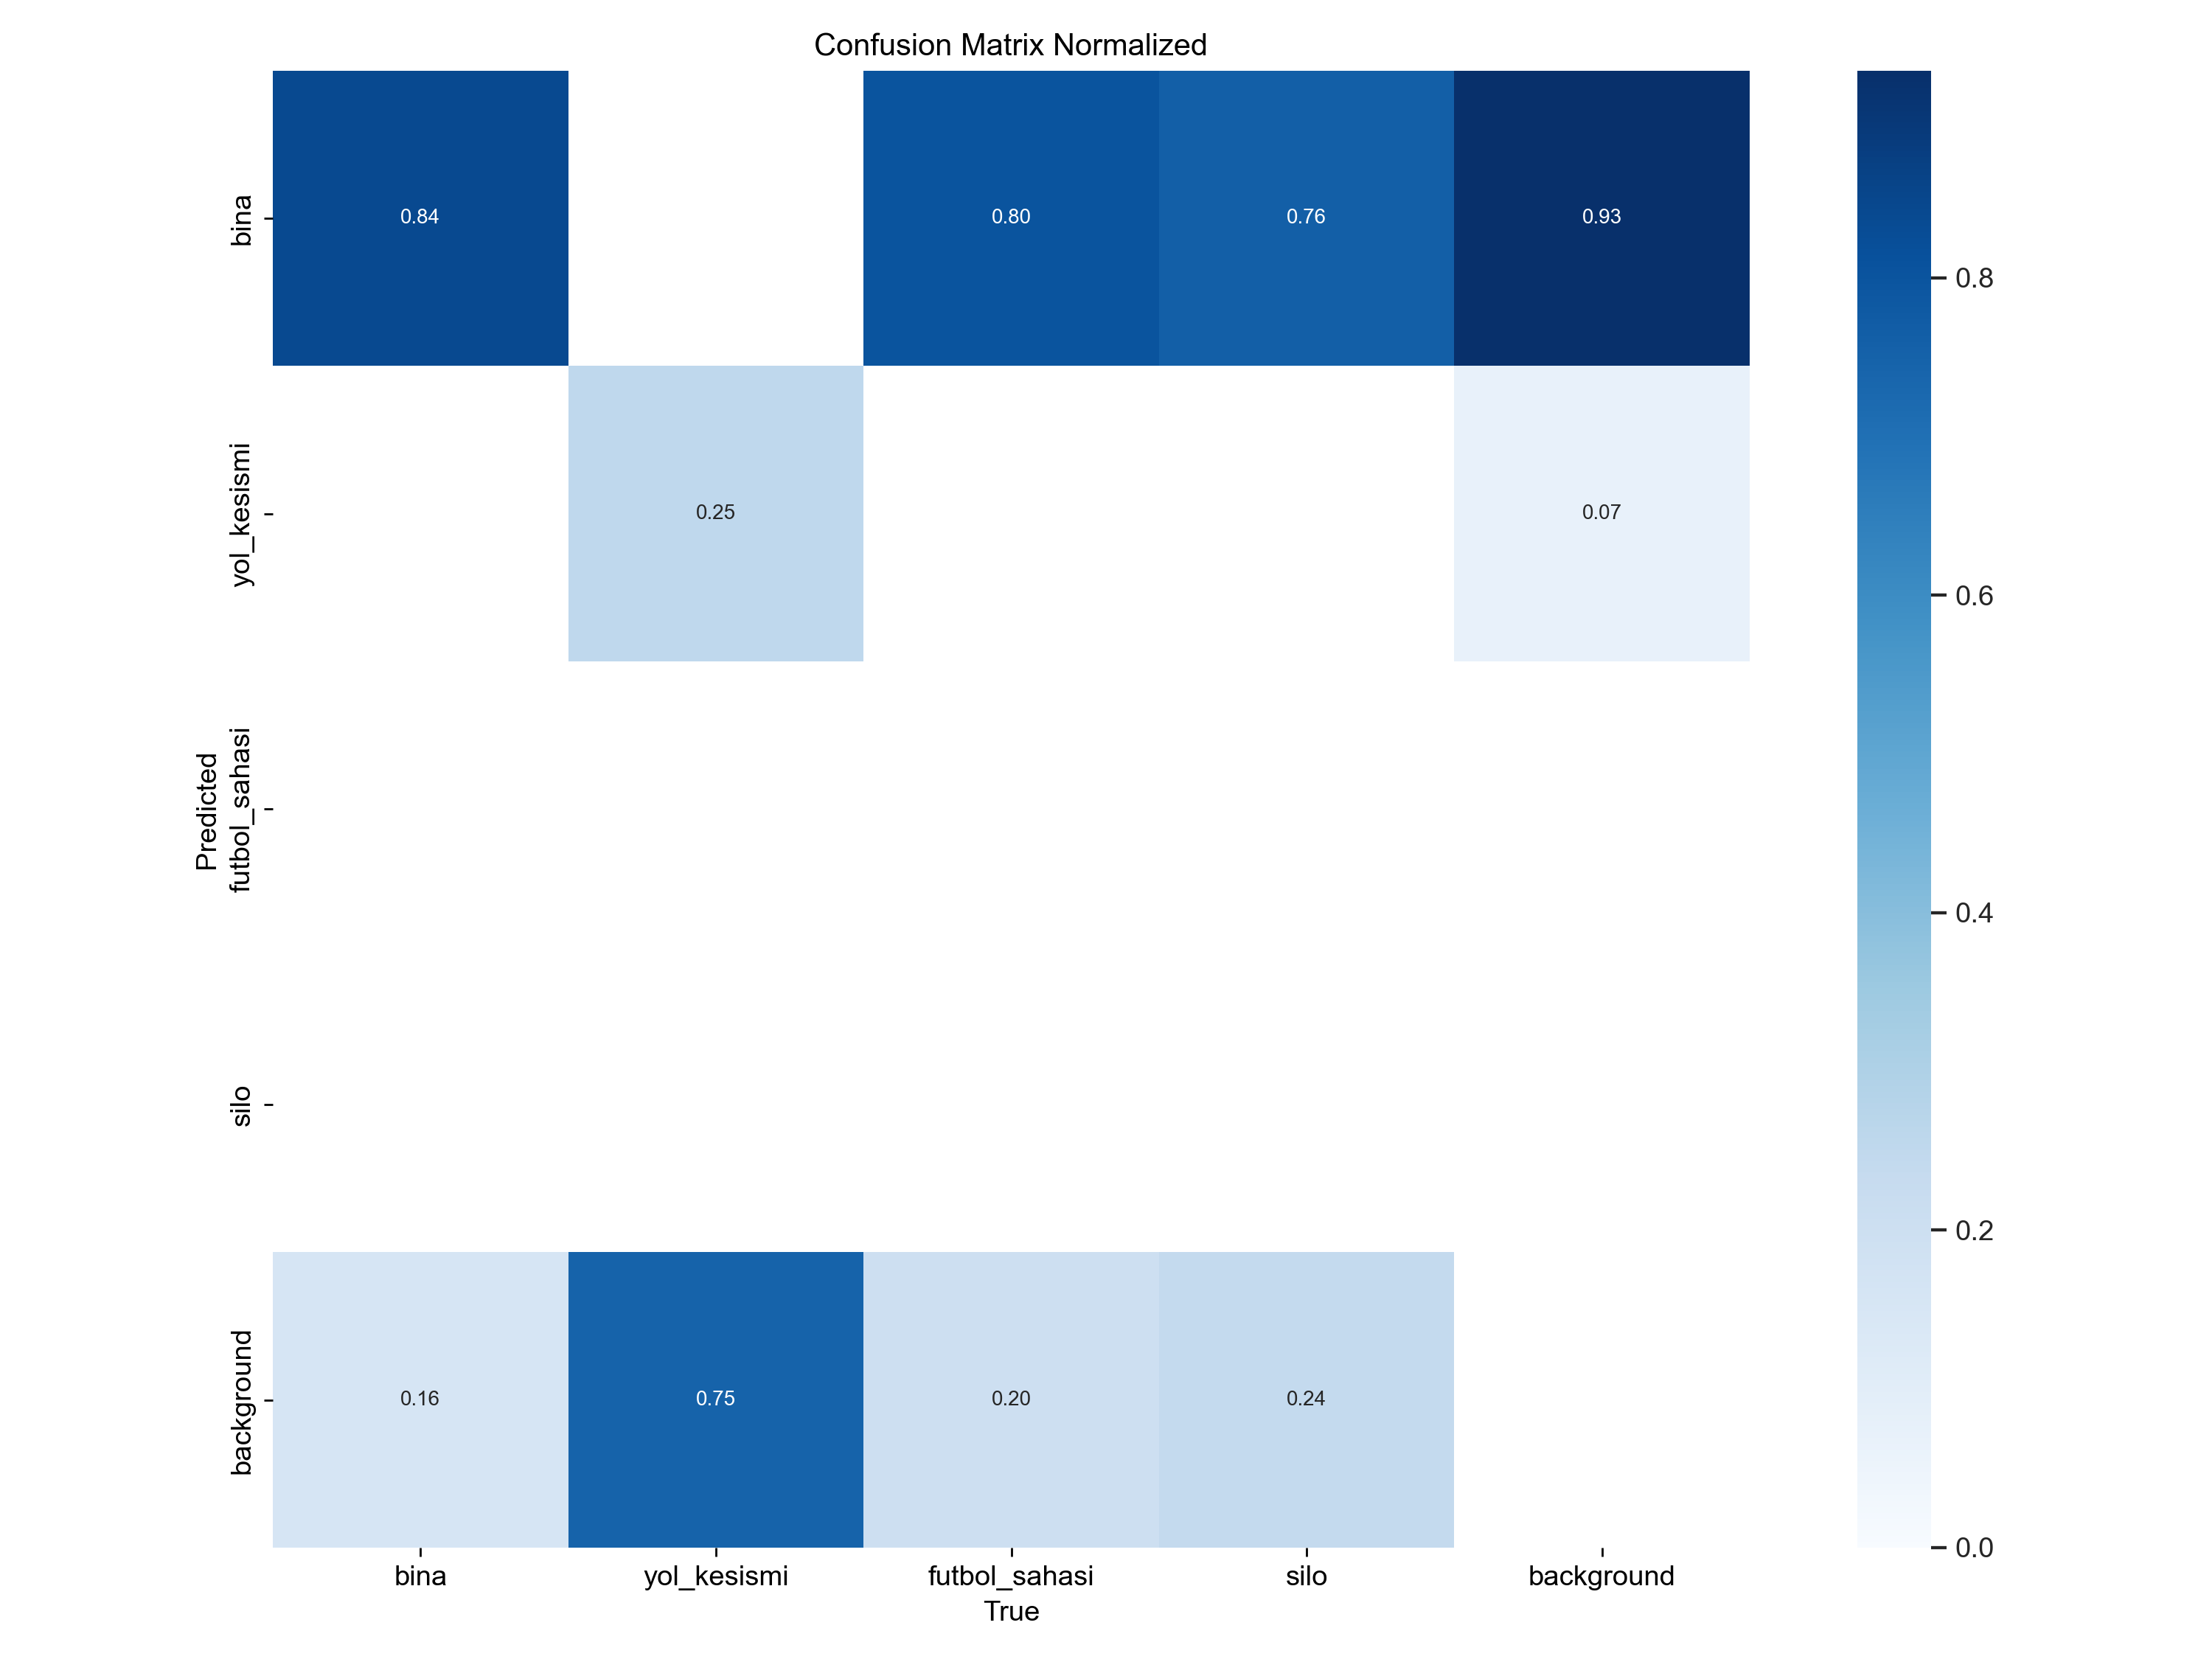 Confusion Matrix Normalized
bina
0.84
0.80
0.76
0.93
yol_kesismi
0.25
0.07
futbol_sahasi
silo
background
0.16
0.75
0.20
0.24
Predicted
bina
yol_kesismi
futbol_sahasi
silo
background
True
0.8
0.6
0.4
0.2
0.0